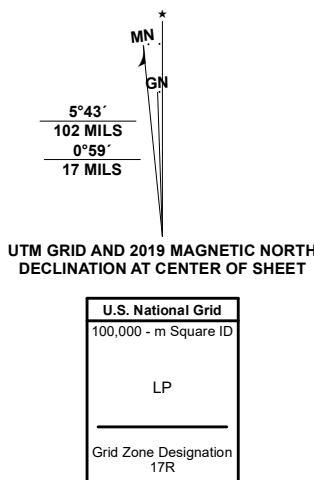 ★
MN
GN
5°43´
102 MILS
0°59´
17 MILS
UTM GRID AND 2019 MAGNETIC NORTH
DECLINATION AT CENTER OF SHEET
U.S. National Grid
100,000 - m Square ID
LP
Grid Zone Designation
17R